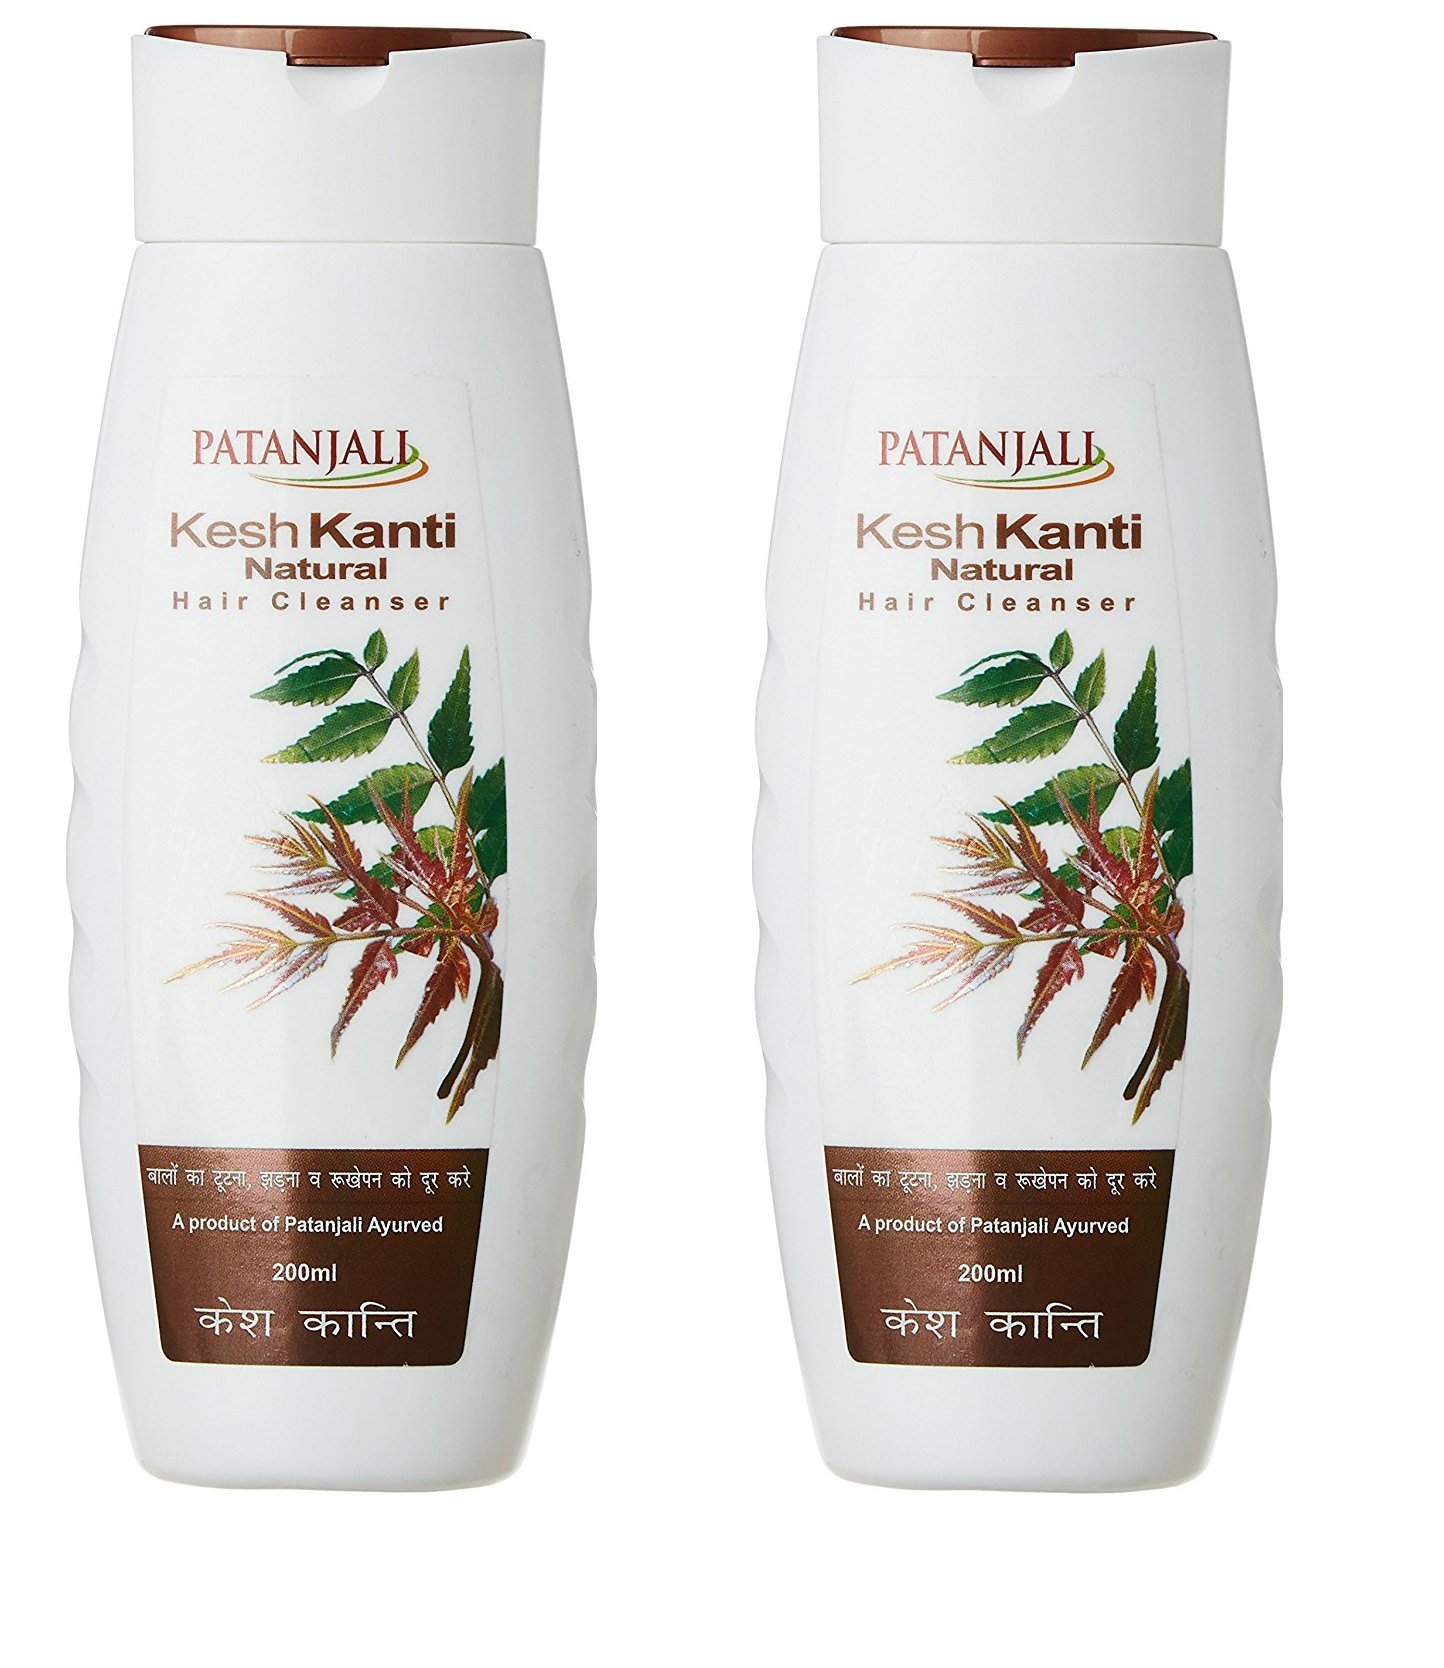 PATANJALI
Kesh Kanti
Natural
Hair Cleanser
बालों का टूटना, झड़ना व रूखेपन को दूर करे
A product of Patanjali Ayurved
200ml
केश कान्ति
PATANJALI
Kesh Kanti
Natural
Hair Cleanser
बालों का टूटना, झड़ना व रूखेपन को दूर करे
A product of Patanjali Ayurved
200ml
केश कान्ति